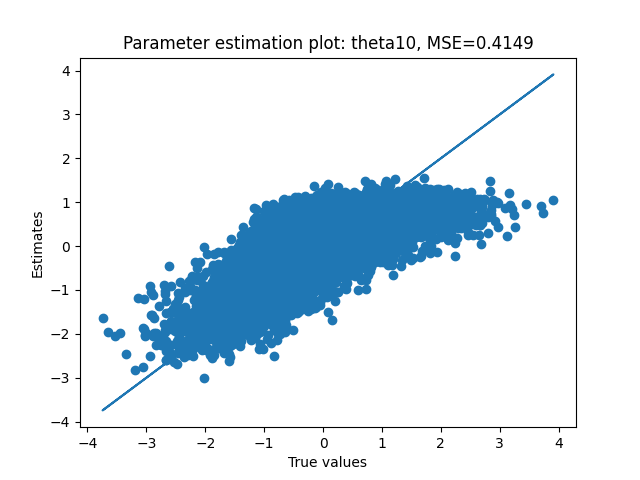 Parameter estimation plot: theta10, MSE=0.4149
4
3
2
1
0
−1
−2
−3
−4
Estimates
−4 −3 −2 −1 0 1 2 3 4
True values